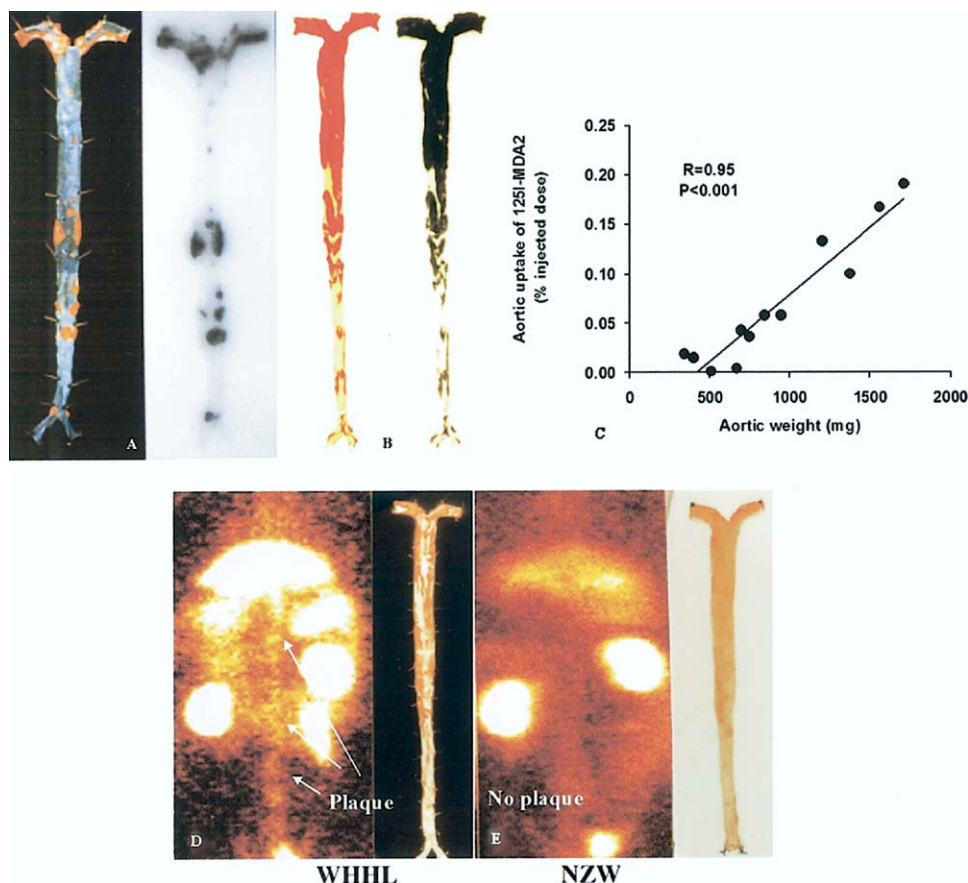 A
B
Aortic uptake of 125I-MDA2
(% injected dose)
0.25
0.20
0.15
0.10
0.05
0.00
R=0.95
P<0.001
0
500
1000
1500
2000
Aortic weight (mg)
C
Plaque
D
No plaque
E
WHHL
NZW